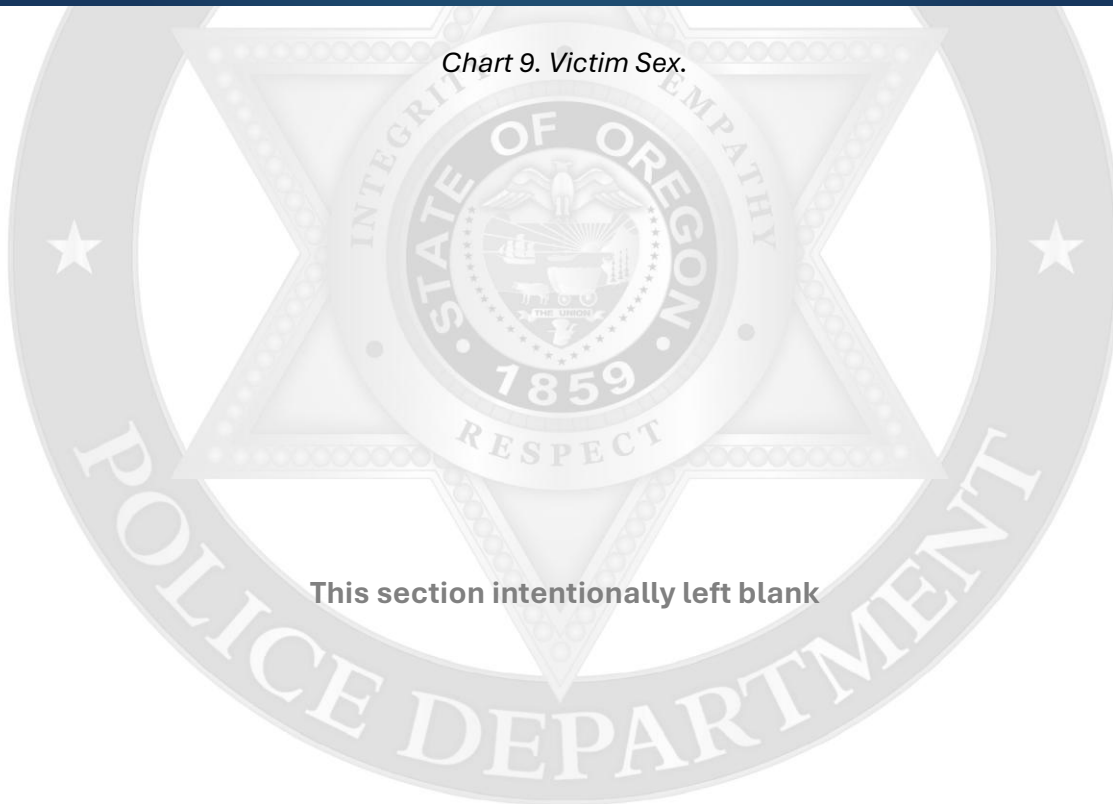 Chart 9. Victim Sex.
INTEGRITY
EMPATHY
STATE OF OREGON
THE UNION
1859
RESPECT
This section intentionally left blank
POLICE DEPARTMENT